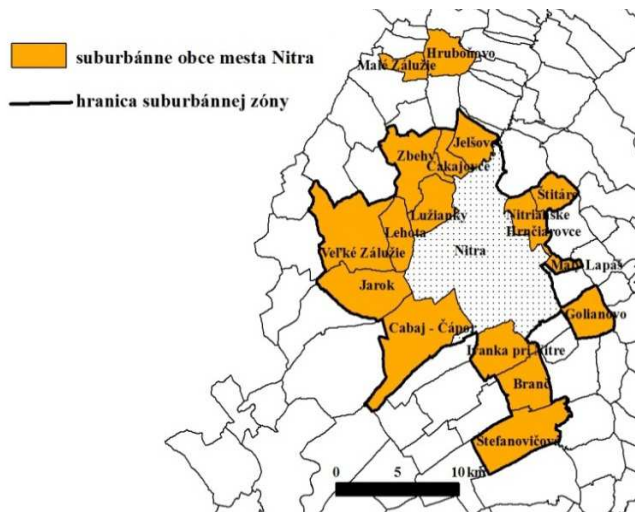 suburbánne obce mesta Nitra
hranica suburbánnej zóny
Hruboňovo
Malé Zálužie
Jelšovce
Zbehy
Čakajovce
Štitáre
Lužianky
Nitrianske
Hrnčiarovce
Lehota
Nitra
Veľké Zálužie
Malý Lapáš
Jarok
Golianovo
Cabaj - Čápor
Ivanka pri Nitre
Branč
Štefanovičová
0 5 10 km